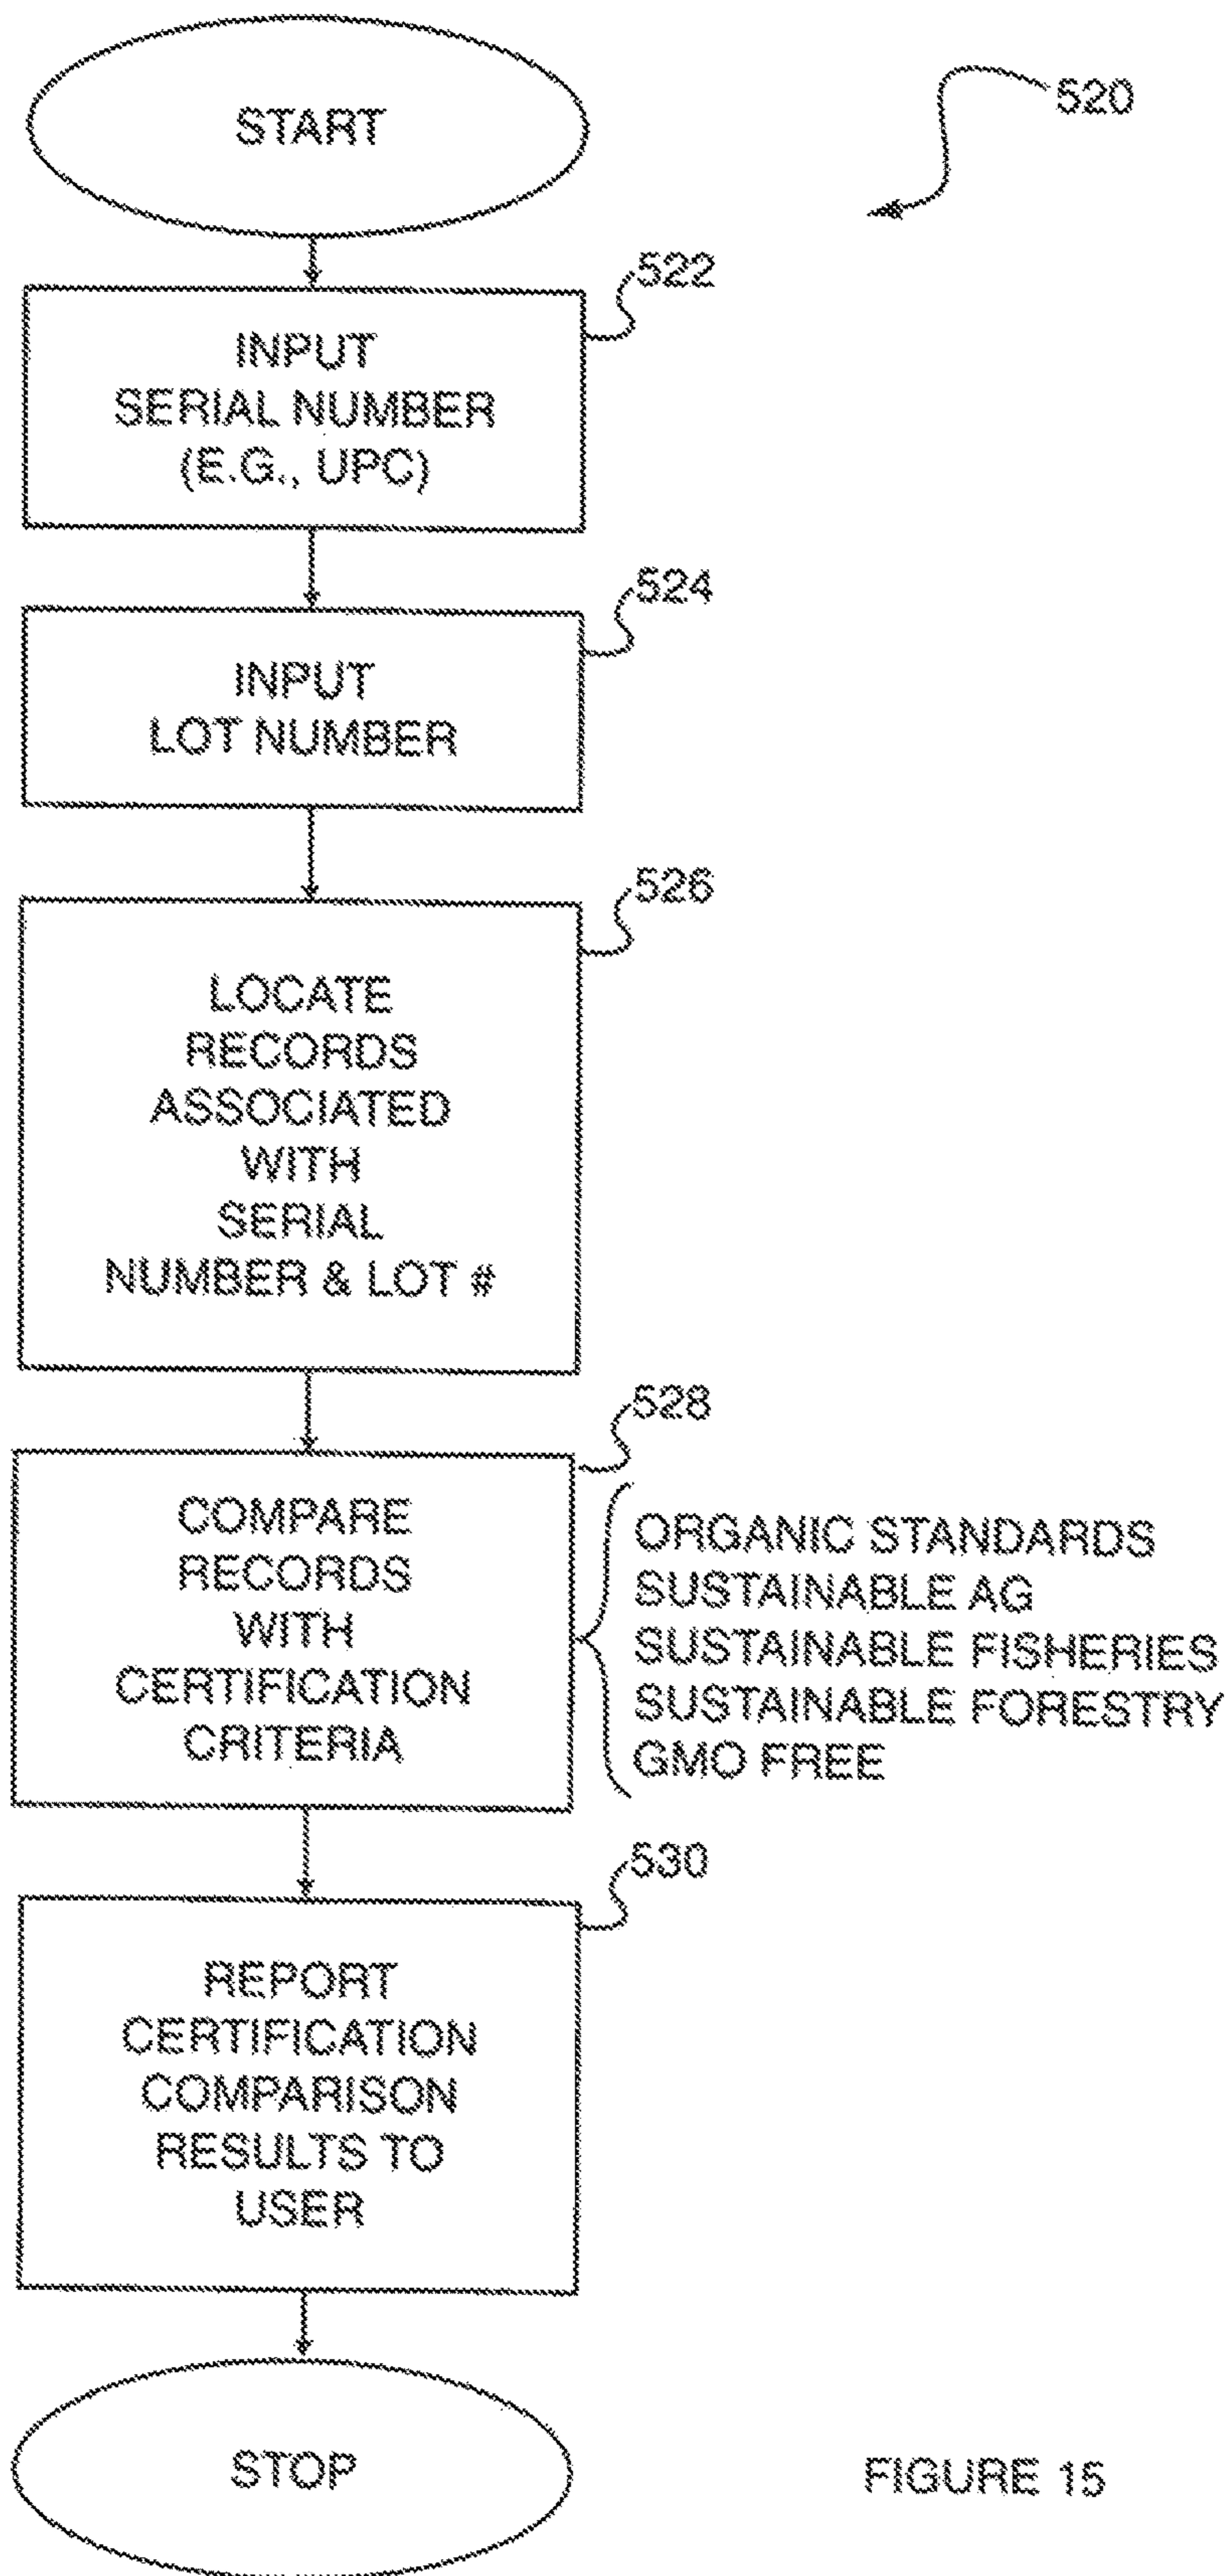 START
520
522
INPUT
SERIAL NUMBER
(E.G., UPC)
524
INPUT
LOT NUMBER
526
LOCATE
RECORDS
ASSOCIATED
WITH
SERIAL
NUMBER & LOT #
528
COMPARE
RECORDS
WITH
CERTIFICATION
CRITERIA
ORGANIC STANDARDS
SUSTAINABLE AG
SUSTAINABLE FISHERIES
SUSTAINABLE FORESTRY
GMO FREE
530
REPORT
CERTIFICATION
COMPARISON
RESULTS TO
USER
STOP
FIGURE 15